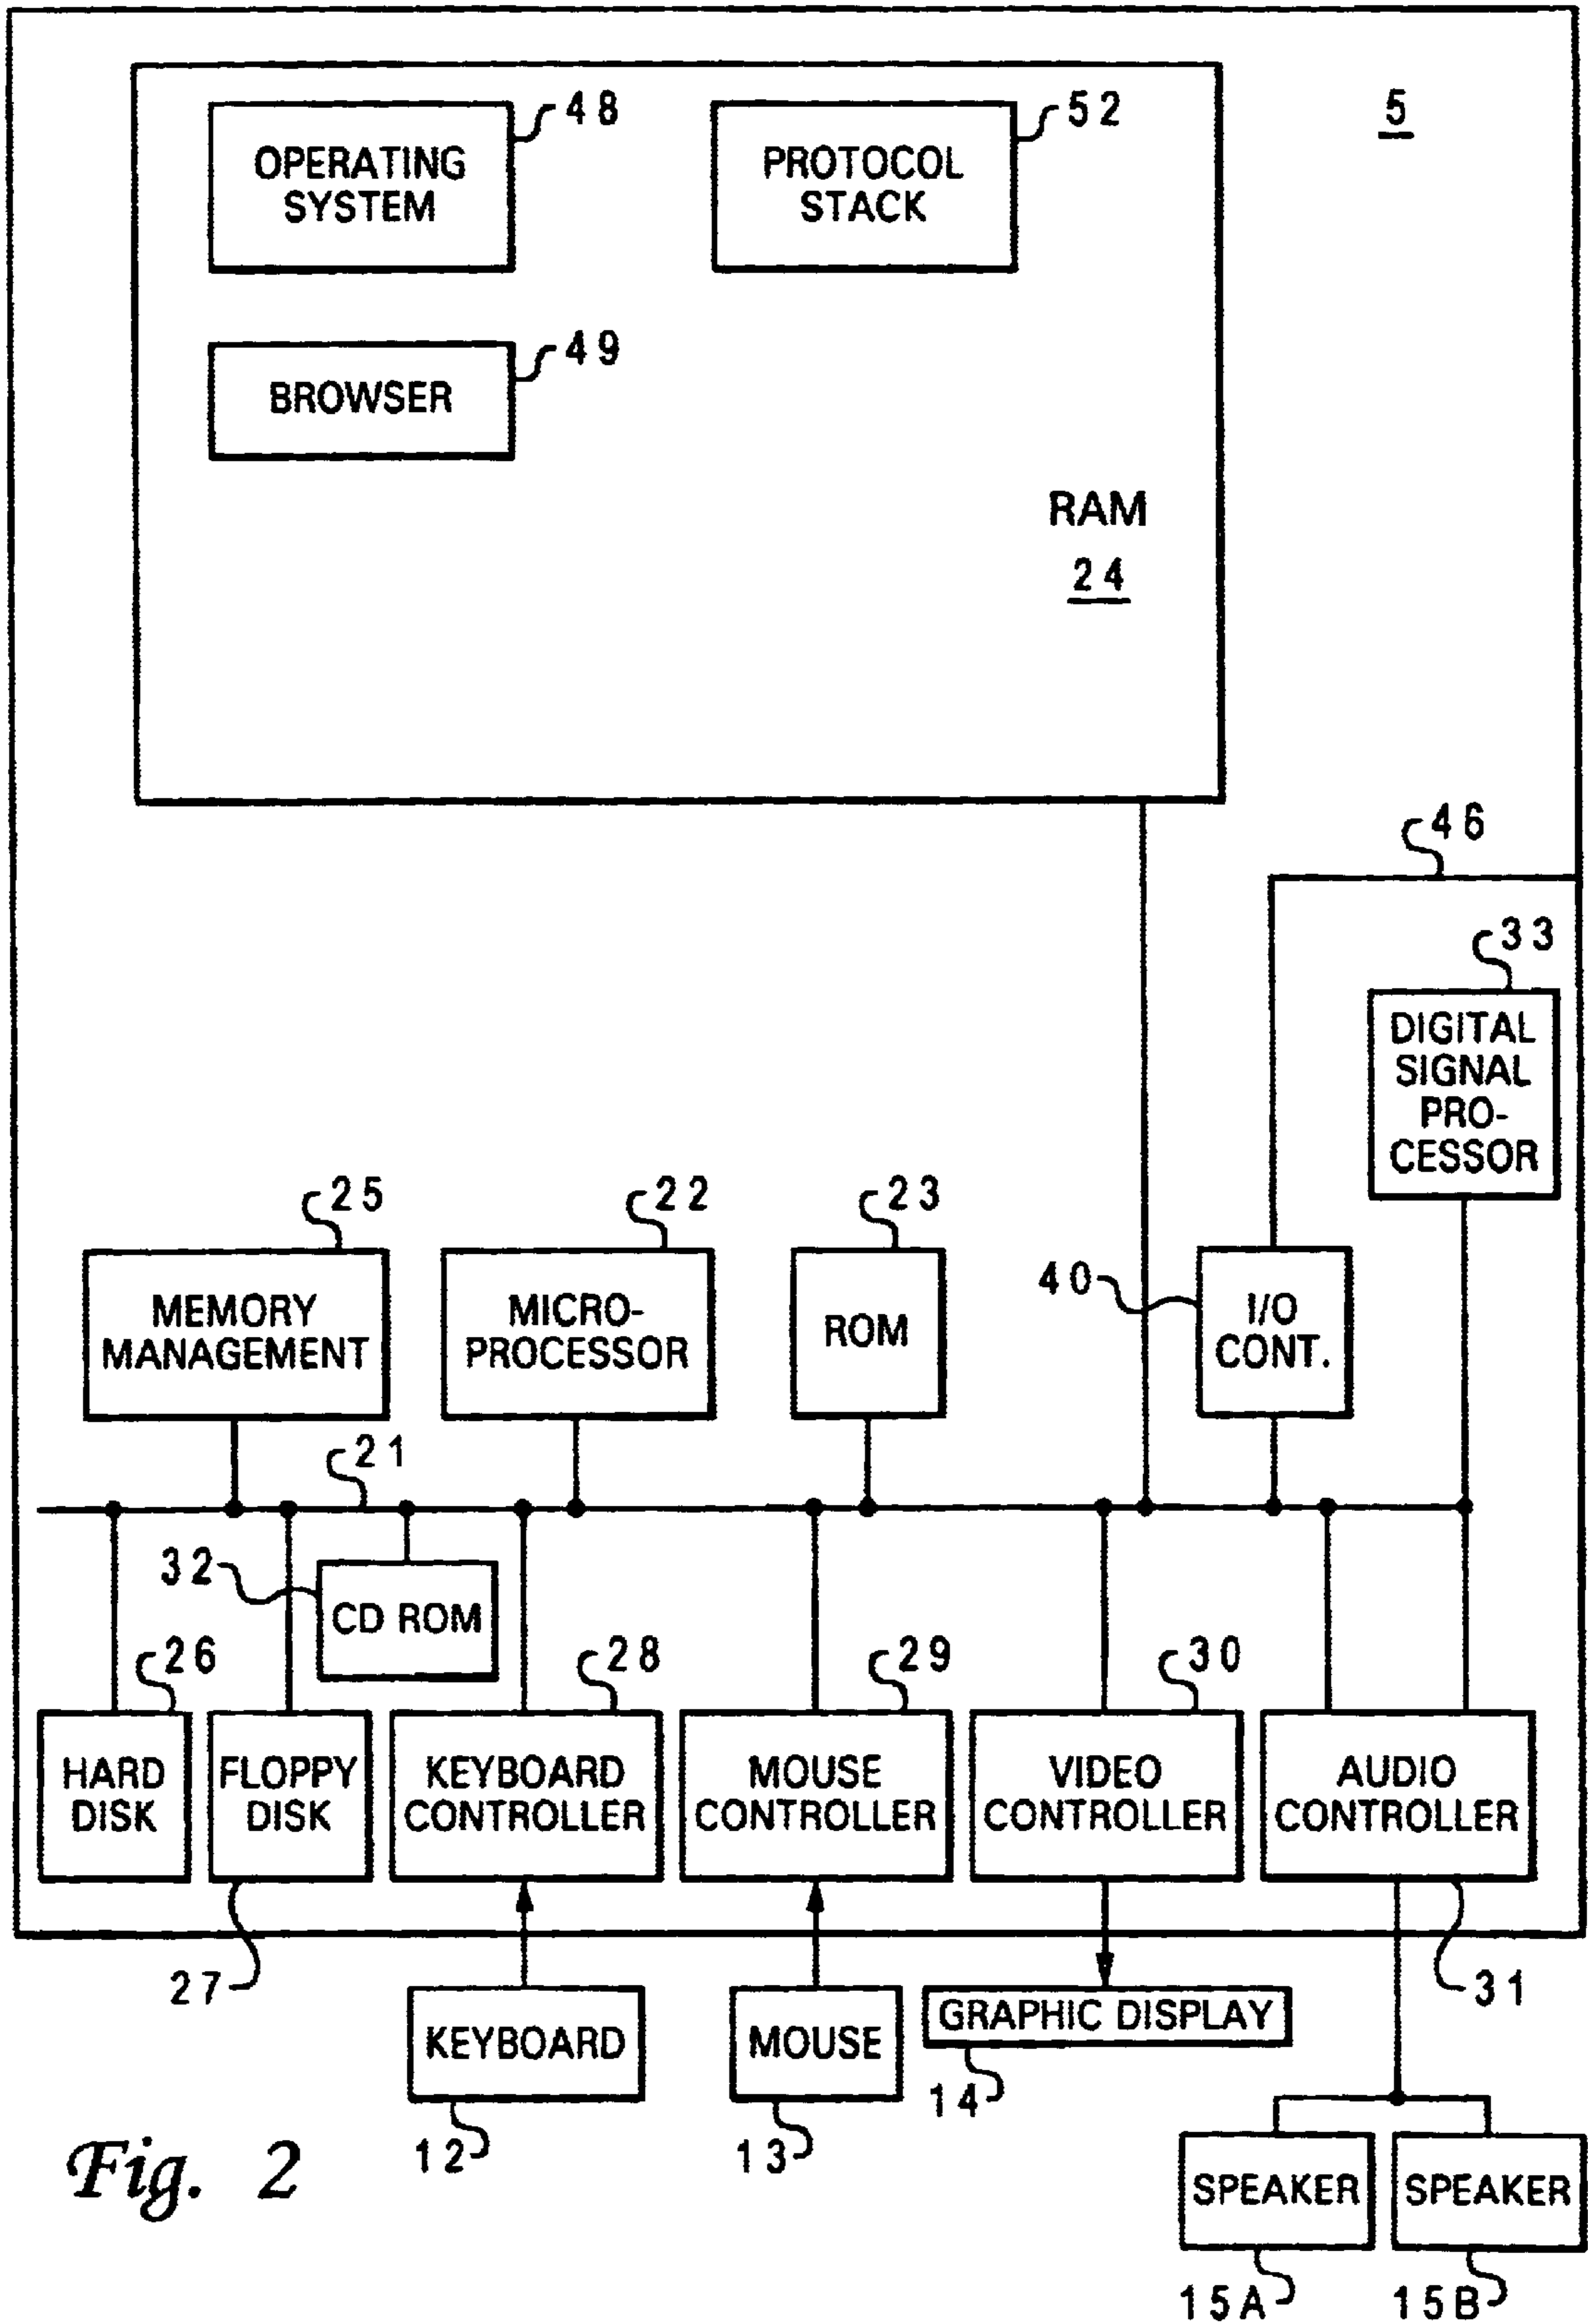 48
52
5
OPERATING
SYSTEM
PROTOCOL
STACK
49
BROWSER
RAM
24
46
33
DIGITAL
SIGNAL
PRO-
CESSOR
25
22
23
40
MEMORY
MANAGEMENT
MICRO-
PROCESSOR
ROM
I/O
CONT.
21
32
CD ROM
26
28
29
30
HARD
DISK
FLOPPY
DISK
KEYBOARD
CONTROLLER
MOUSE
CONTROLLER
VIDEO
CONTROLLER
AUDIO
CONTROLLER
27
31
KEYBOARD
MOUSE
GRAPHIC DISPLAY
14
12
13
Fig. 2
SPEAKER
SPEAKER
15A
15B